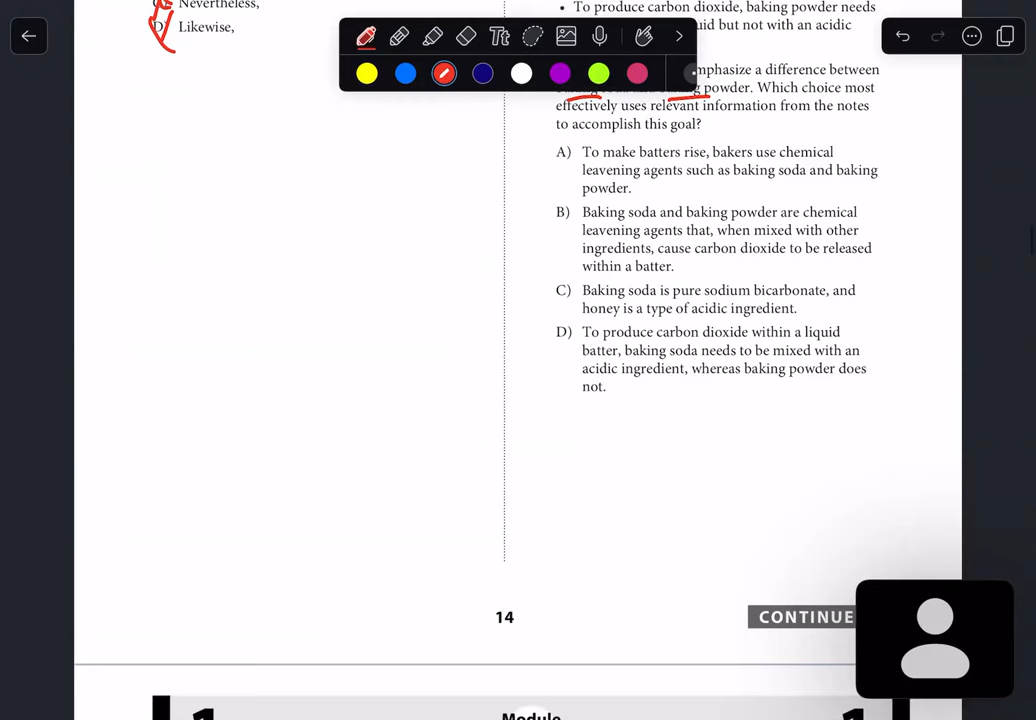 Nevertheless,
D) Likewise,
• To produce carbon dioxide, baking powder needs
but not with an acidic
Tt
emphasize a difference between
powder. Which choice most
effectively uses relevant information from the notes
to accomplish this goal?
A) To make batters rise, bakers use chemical
leavening agents such as baking soda and baking
powder.
B) Baking soda and baking powder are chemical
leavening agents that, when mixed with other
ingredients, cause carbon dioxide to be released
within a batter.
C) Baking soda is pure sodium bicarbonate, and
honey is a type of acidic ingredient.
D) To produce carbon dioxide within a liquid
batter, baking soda needs to be mixed with an
acidic ingredient, whereas baking powder does
not.
14
CONTINUE
1 Module 1